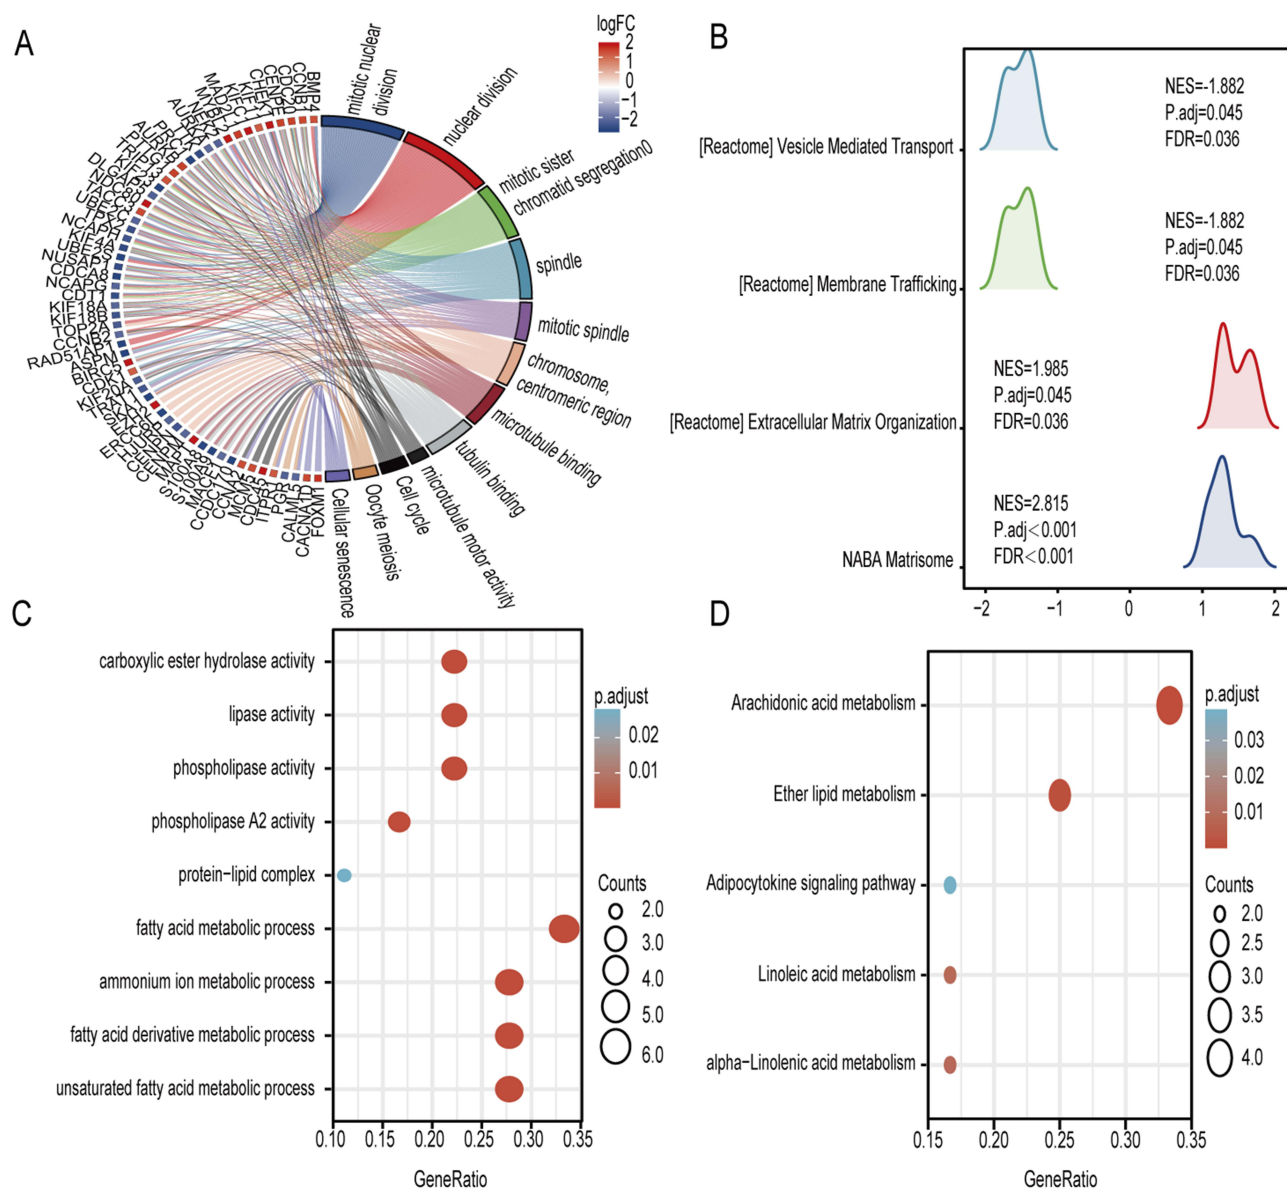 A
logFC
2
1
0
−1
−2
mitotic nuclear
division
nuclear division
mitotic sister
chromatid segregation0
spindle
mitotic spindle
chromosome,
centromeric region
microtubule binding
tubulin binding
microtubule motor activity
Cell cycle
Oocyte meiosis
Cellular senescence
BMP4
CCNB1
CDC20
CENPE
NUSAP1
CDCA8
NCAPG
CDT1
KIF18A
KIF18B
TOP2A
CCNB2
RAD51AP1
ASPN
BIRC3
MCM5
ITPR1
PGR
CALML5
CACNA1D
FOXM1
B
[Reactome] Vesicle Mediated Transport
NES=-1.882
P.adj=0.045
FDR=0.036
[Reactome] Membrane Trafficking
NES=-1.882
P.adj=0.045
FDR=0.036
[Reactome] Extracellular Matrix Organization
NES=1.985
P.adj=0.045
FDR=0.036
NABA Matrisome
NES=2.815
P.adj<0.001
FDR<0.001
−2 −1 0 1 2
C
carboxylic ester hydrolase activity
lipase activity
phospholipase activity
phospholipase A2 activity
protein−lipid complex
fatty acid metabolic process
ammonium ion metabolic process
fatty acid derivative metabolic process
unsaturated fatty acid metabolic process
0.10 0.15 0.20 0.25 0.30 0.35
GeneRatio
p.adjust
0.02
0.01
Counts
2.0
3.0
4.0
5.0
6.0
D
Arachidonic acid metabolism
Ether lipid metabolism
Adipocytokine signaling pathway
Linoleic acid metabolism
alpha−Linolenic acid metabolism
0.15 0.20 0.25 0.30 0.35
GeneRatio
p.adjust
0.03
0.02
0.01
Counts
2.0
2.5
3.0
3.5
4.0